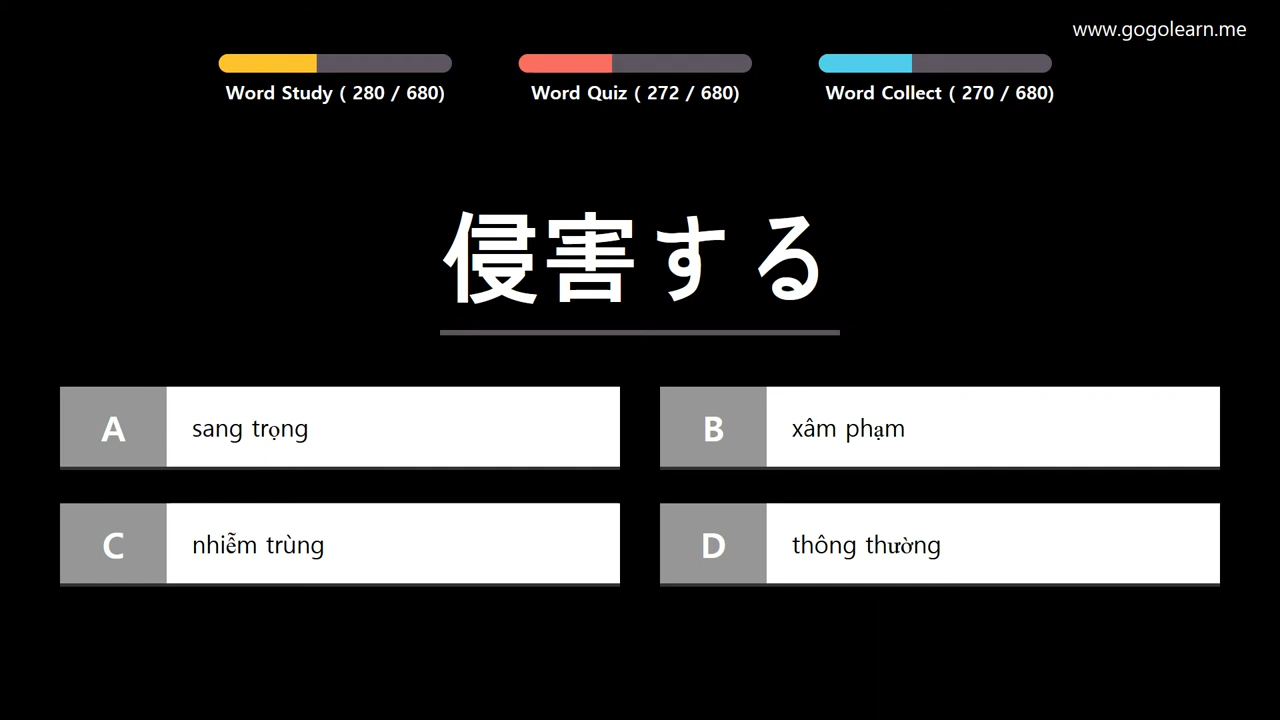 www.gogolearn.me
Word Study ( 280 / 680)
Word Quiz ( 272 / 680)
Word Collect ( 270 / 680)
侵害する
A sang trọng
B xâm phạm
C nhiễm trùng
D thông thường